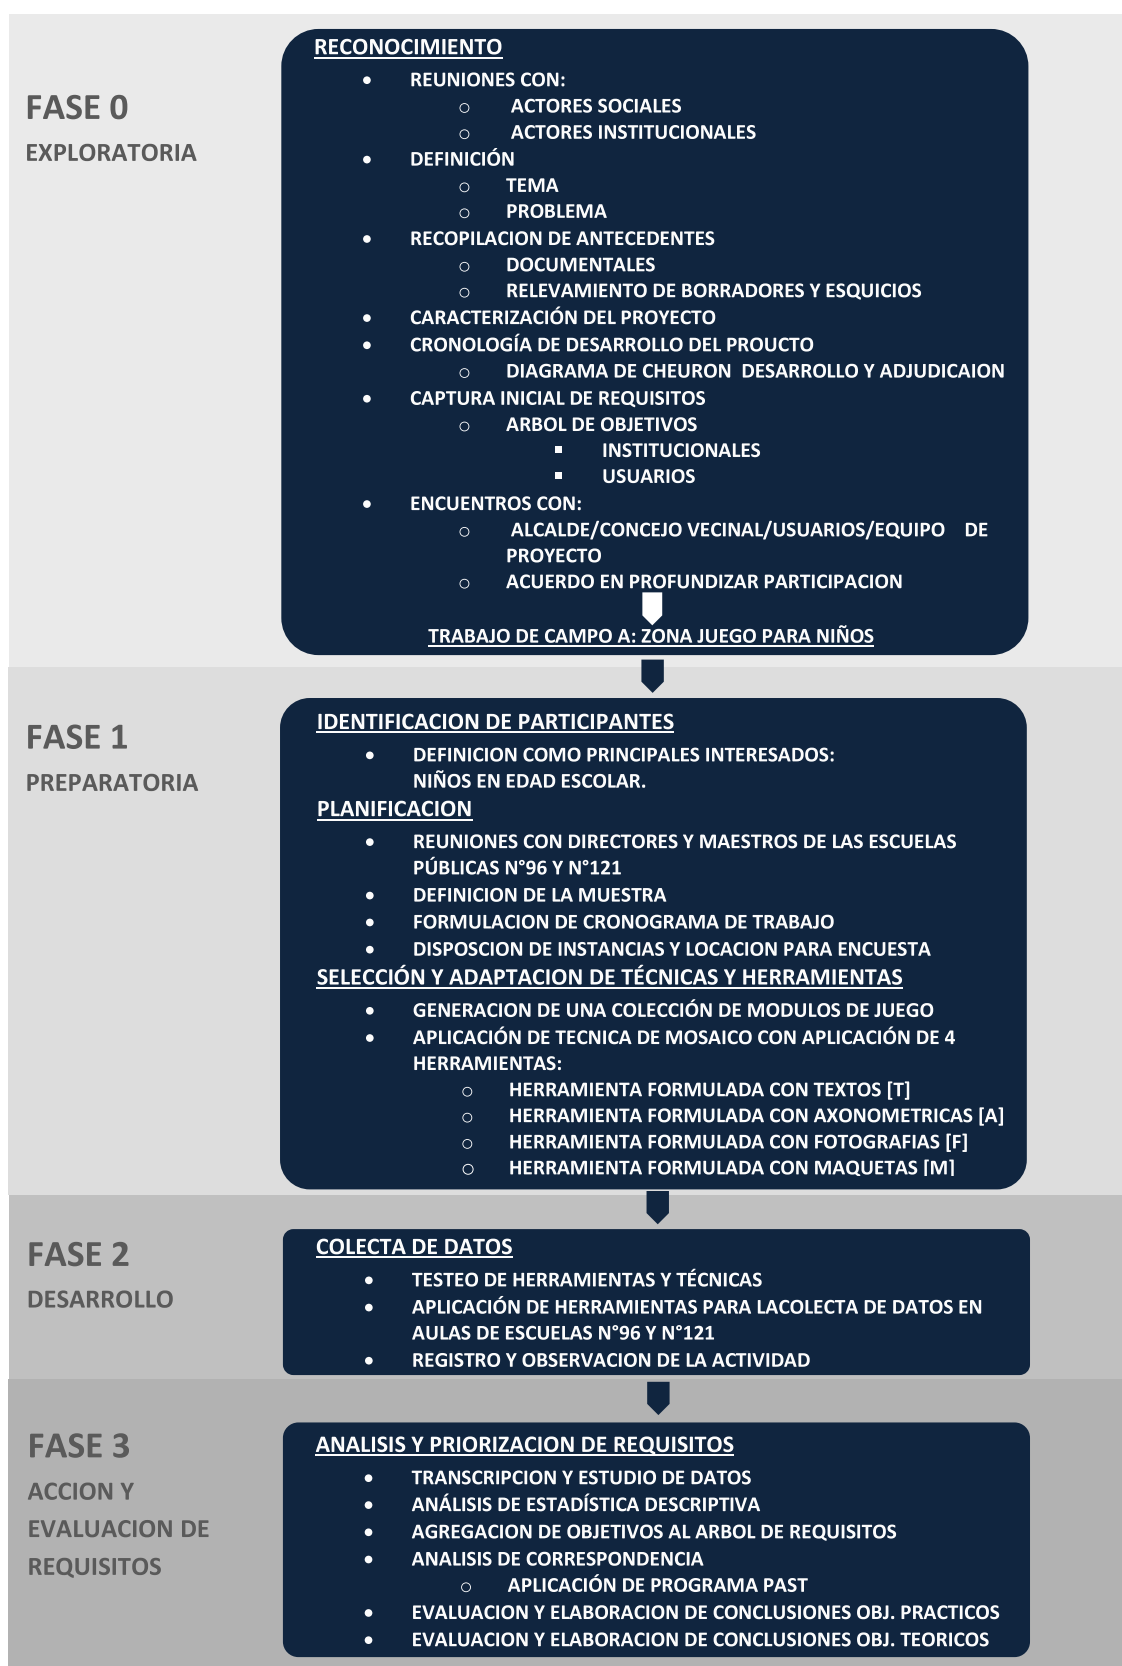 FASE 0
EXPLORATORIA
RECONOCIMIENTO
• REUNIONES CON:
o ACTORES SOCIALES
o ACTORES INSTITUCIONALES
• DEFINICIÓN
o TEMA
o PROBLEMA
• RECOPILACION DE ANTECEDENTES
o DOCUMENTALES
o RELEVAMIENTO DE BORRADORES Y ESQUICIOS
• CARACTERIZACIÓN DEL PROYECTO
• CRONOLOGÍA DE DESARROLLO DEL PROUCTO
o DIAGRAMA DE CHEURON DESARROLLO Y ADJUDICAION
• CAPTURA INICIAL DE REQUISITOS
o ARBOL DE OBJETIVOS
▪ INSTITUCIONALES
▪ USUARIOS
• ENCUENTROS CON:
o ALCALDE/CONCEJO VECINAL/USUARIOS/EQUIPO DE
PROYECTO
o ACUERDO EN PROFUNDIZAR PARTICIPACION
TRABAJO DE CAMPO A: ZONA JUEGO PARA NIÑOS
FASE 1
PREPARATORIA
IDENTIFICACION DE PARTICIPANTES
• DEFINICION COMO PRINCIPALES INTERESADOS:
NIÑOS EN EDAD ESCOLAR.
PLANIFICACION
• REUNIONES CON DIRECTORES Y MAESTROS DE LAS ESCUELAS
PÚBLICAS N°96 Y N°121
• DEFINICION DE LA MUESTRA
• FORMULACION DE CRONOGRAMA DE TRABAJO
• DISPOSCION DE INSTANCIAS Y LOCACION PARA ENCUESTA
SELECCIÓN Y ADAPTACION DE TÉCNICAS Y HERRAMIENTAS
• GENERACION DE UNA COLECCIÓN DE MODULOS DE JUEGO
• APLICACIÓN DE TECNICA DE MOSAICO CON APLICACIÓN DE 4
HERRAMIENTAS:
o HERRAMIENTA FORMULADA CON TEXTOS [T]
o HERRAMIENTA FORMULADA CON AXONOMETRICAS [A]
o HERRAMIENTA FORMULADA CON FOTOGRAFIAS [F]
o HERRAMIENTA FORMULADA CON MAQUETAS [M]
FASE 2
DESARROLLO
COLECTA DE DATOS
• TESTEO DE HERRAMIENTAS Y TÉCNICAS
• APLICACIÓN DE HERRAMIENTAS PARA LACOLECTA DE DATOS EN
AULAS DE ESCUELAS N°96 Y N°121
• REGISTRO Y OBSERVACION DE LA ACTIVIDAD
FASE 3
ACCION Y
EVALUACION DE
REQUISITOS
ANALISIS Y PRIORIZACION DE REQUISITOS
• TRANSCRIPCION Y ESTUDIO DE DATOS
• ANÁLISIS DE ESTADÍSTICA DESCRIPTIVA
• AGREGACION DE OBJETIVOS AL ARBOL DE REQUISITOS
• ANALISIS DE CORRESPONDENCIA
o APLICACIÓN DE PROGRAMA PAST
• EVALUACION Y ELABORACION DE CONCLUSIONES OBJ. PRACTICOS
• EVALUACION Y ELABORACION DE CONCLUSIONES OBJ. TEORICOS